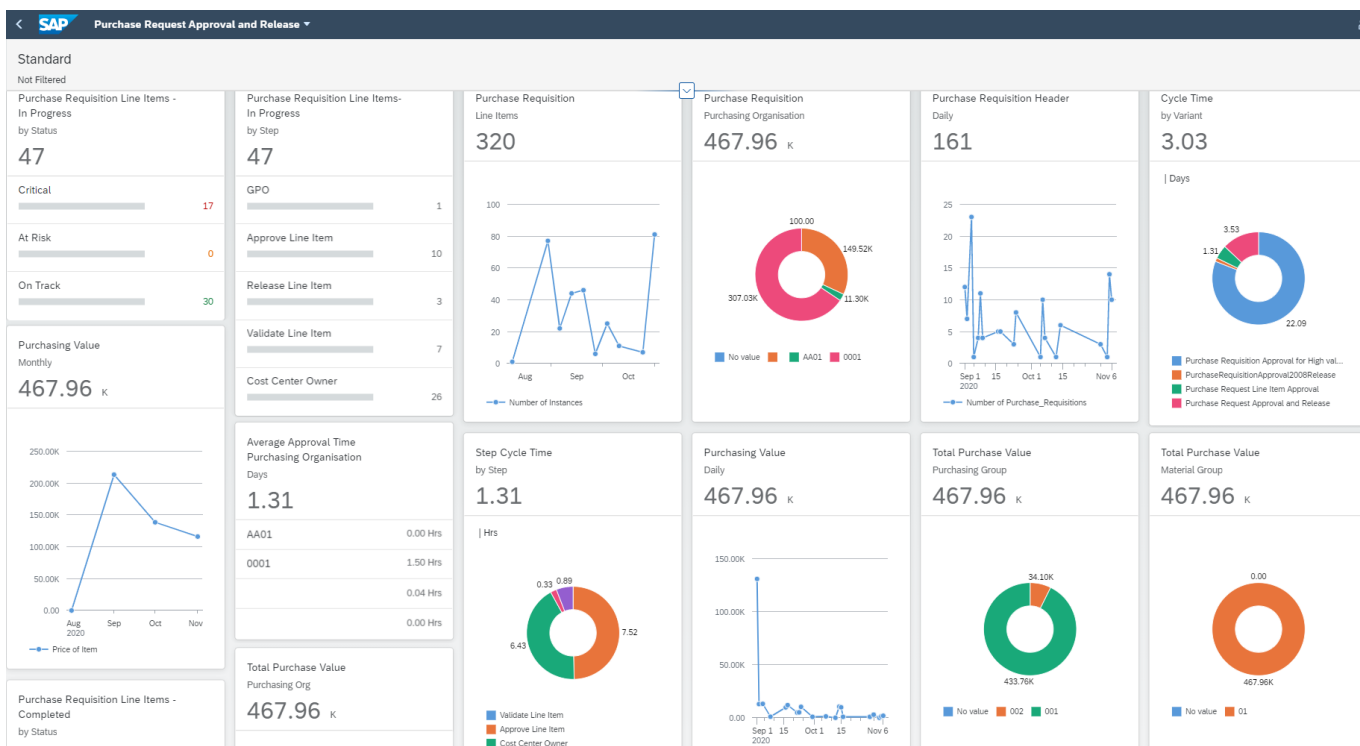 SAP Purchase Request Approval and Release
Standard
Not Filtered
Purchase Requisition Line Items -
In Progress
by Status
47
Critical
17
At Risk
0
On Track
30
Purchasing Value
Monthly
467.96 K
250.00K
200.00K
150.00K
100.00K
50.00K
0.00
Aug Sep Oct Nov
2020
Price of Item
Purchase Requisition Line Items -
Completed
by Status
Purchase Requisition Line Items-
In Progress
by Step
47
GPO
1
Approve Line Item
10
Release Line Item
3
Validate Line Item
7
Cost Center Owner
26
Average Approval Time
Purchasing Organisation
Days
1.31
AA01 0.00 Hrs
0001 1.50 Hrs
0.04 Hrs
0.00 Hrs
Total Purchase Value
Purchasing Org
467.96 K
Purchase Requisition
Line Items
320
100
80
60
40
20
0
Aug Sep Oct
Number of Instances
Step Cycle Time
by Step
1.31
| Hrs
0.33 0.89
7.52
6.43
Validate Line Item
Approve Line Item
Cost Center Owner
Purchase Requisition
Purchasing Organisation
467.96 K
100.00
149.52K
307.03K
11.30K
No value AA01 0001
Purchasing Value
Daily
467.96 K
150.00K
100.00K
50.00K
0.00
Sep 1 15 Oct 1 15 Nov 6
2020
Purchase Requisition Header
Daily
161
25
20
15
10
5
0
Sep 1 15 Oct 1 15 Nov 6
2020
Number of Purchase_Requisitions
Total Purchase Value
Purchasing Group
467.96 K
34.10K
433.76K
No value 002 001
Cycle Time
by Variant
3.03
| Days
3.53
1.31
22.09
Purchase Requisition Approval for High val...
PurchaseRequisitionApproval2008Release
Purchase Request Line Item Approval
Purchase Request Approval and Release
Total Purchase Value
Material Group
467.96 K
0.00
467.96K
No value 01